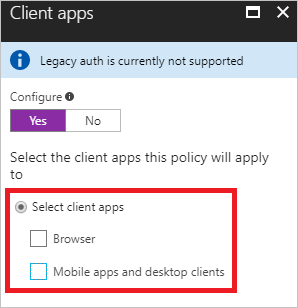 Client apps
Legacy auth is currently not supported
Configure
Yes No
Select the client apps this policy will apply
to
Select client apps
Browser
Mobile apps and desktop clients